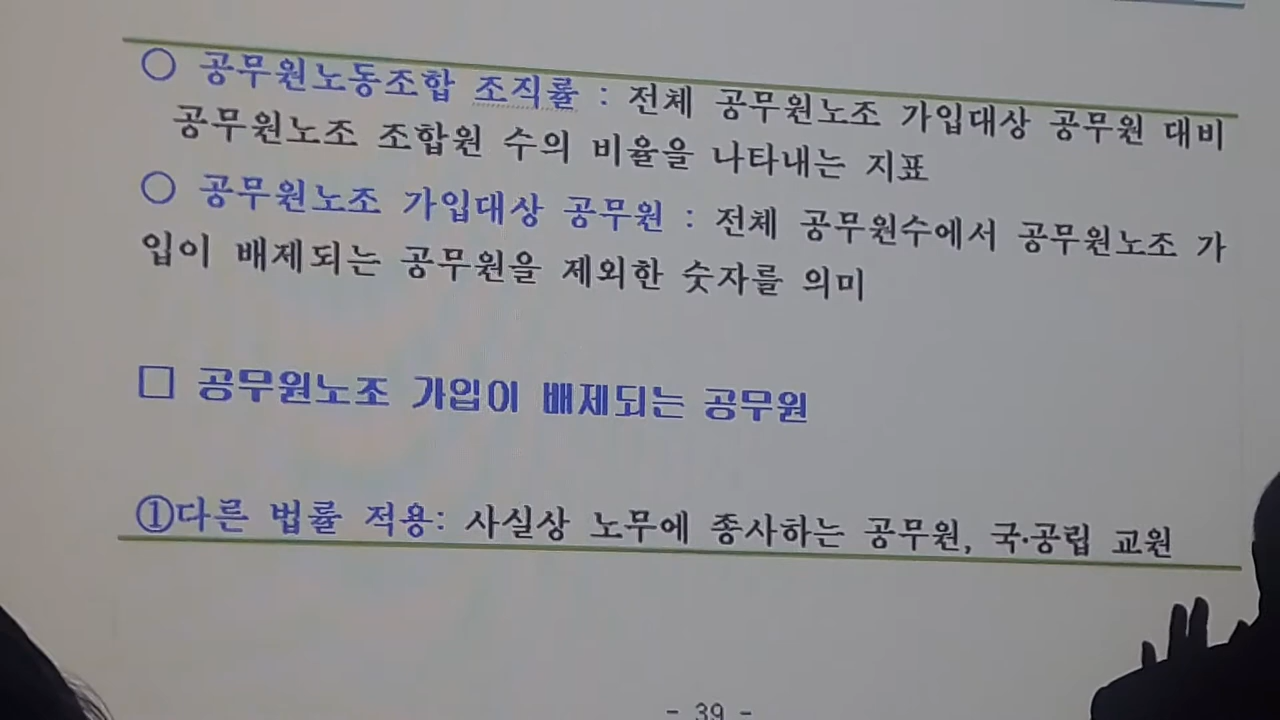 ○ 공무원노동조합 조직률 : 전체 공무원노조 가입대상 공무원 대비
공무원노조 조합원 수의 비율을 나타내는 지표
○ 공무원노조 가입대상 공무원 : 전체 공무원수에서 공무원노조 가
입이 배제되는 공무원을 제외한 숫자를 의미
□ 공무원노조 가입이 배제되는 공무원
①다른 법률 적용: 사실상 노무에 종사하는 공무원, 국·공립 교원
- 39 -